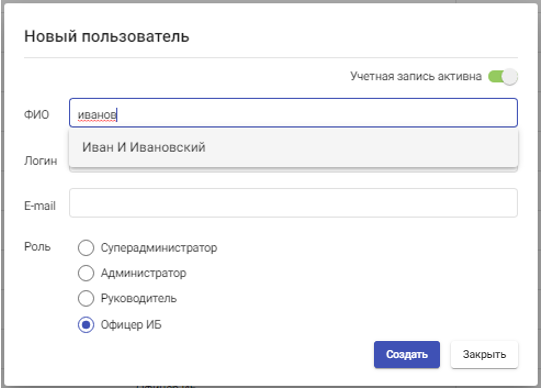 Новый пользователь
Учетная запись активна
ФИО иванов
Иван И Ивановский
Логин
E-mail
Роль Суперадминистратор
Администратор
Руководитель
Офицер ИБ
Создать Закрыть